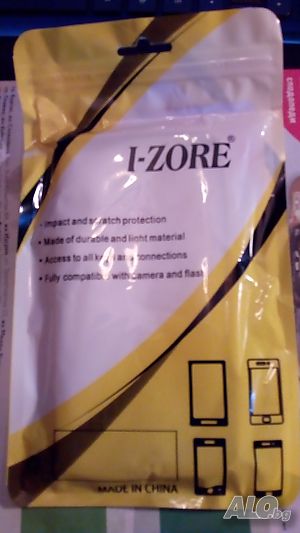 I-ZORE®
- Impact and scratch protection
• Made of durable and light material
• Access to all keys and connections
• Fully compatible with camera and flash
MADE IN CHINA
ALO.bg